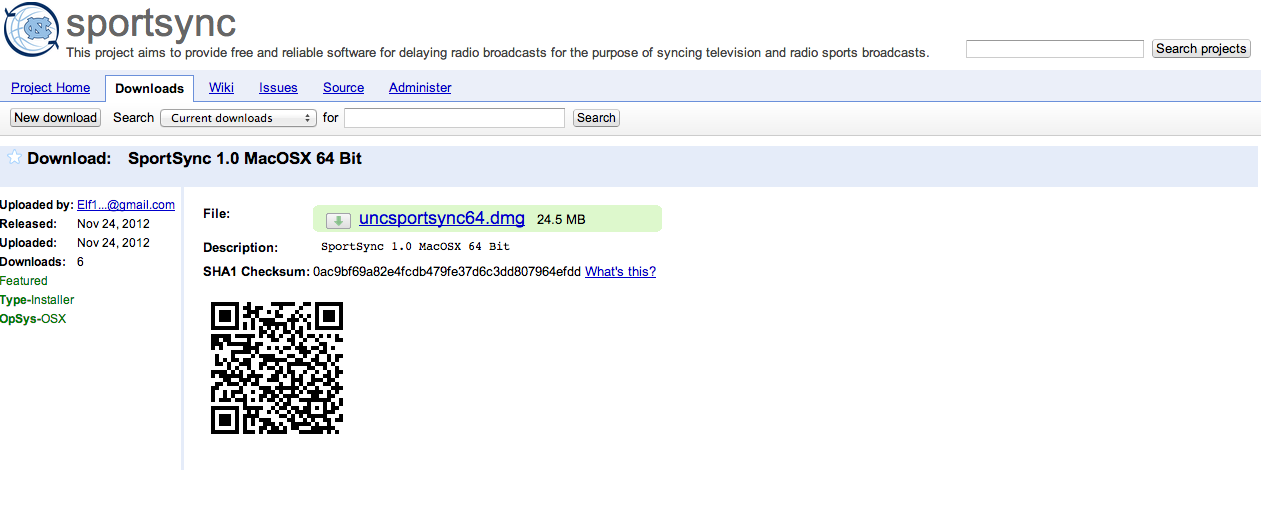 sportsync
This project aims to provide free and reliable software for delaying radio broadcasts for the purpose of syncing television and radio sports broadcasts.
Search projects
Project Home Downloads Wiki Issues Source Administer
New download Search Current downloads for Search
Download: SportSync 1.0 MacOSX 64 Bit
Uploaded by: Elf1...@gmail.com
Released: Nov 24, 2012
Uploaded: Nov 24, 2012
Downloads: 6
Featured
Type-Installer
OpSys-OSX
File: uncsportsync64.dmg 24.5 MB
Description: SportSync 1.0 MacOSX 64 Bit
SHA1 Checksum: 0ac9bf69a82e4fcdb479fe37d6c3dd807964efdd What's this?